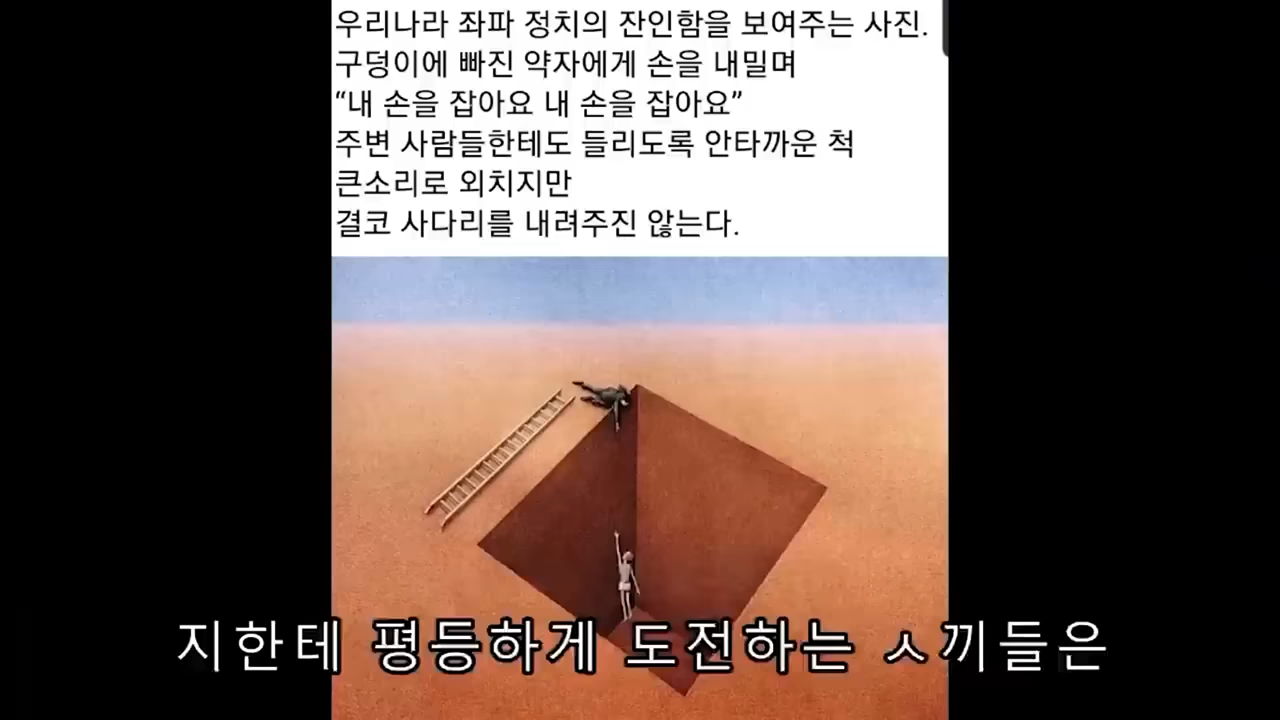 우리나라 좌파 정치의 잔인함을 보여주는 사진.
구덩이에 빠진 약자에게 손을 내밀며
“내 손을 잡아요 내 손을 잡아요”
주변 사람들한테도 들리도록 안타까운 척
큰소리로 외치지만
결코 사다리를 내려주진 않는다.
지한테 평등하게 도전하는 ㅅ끼들은